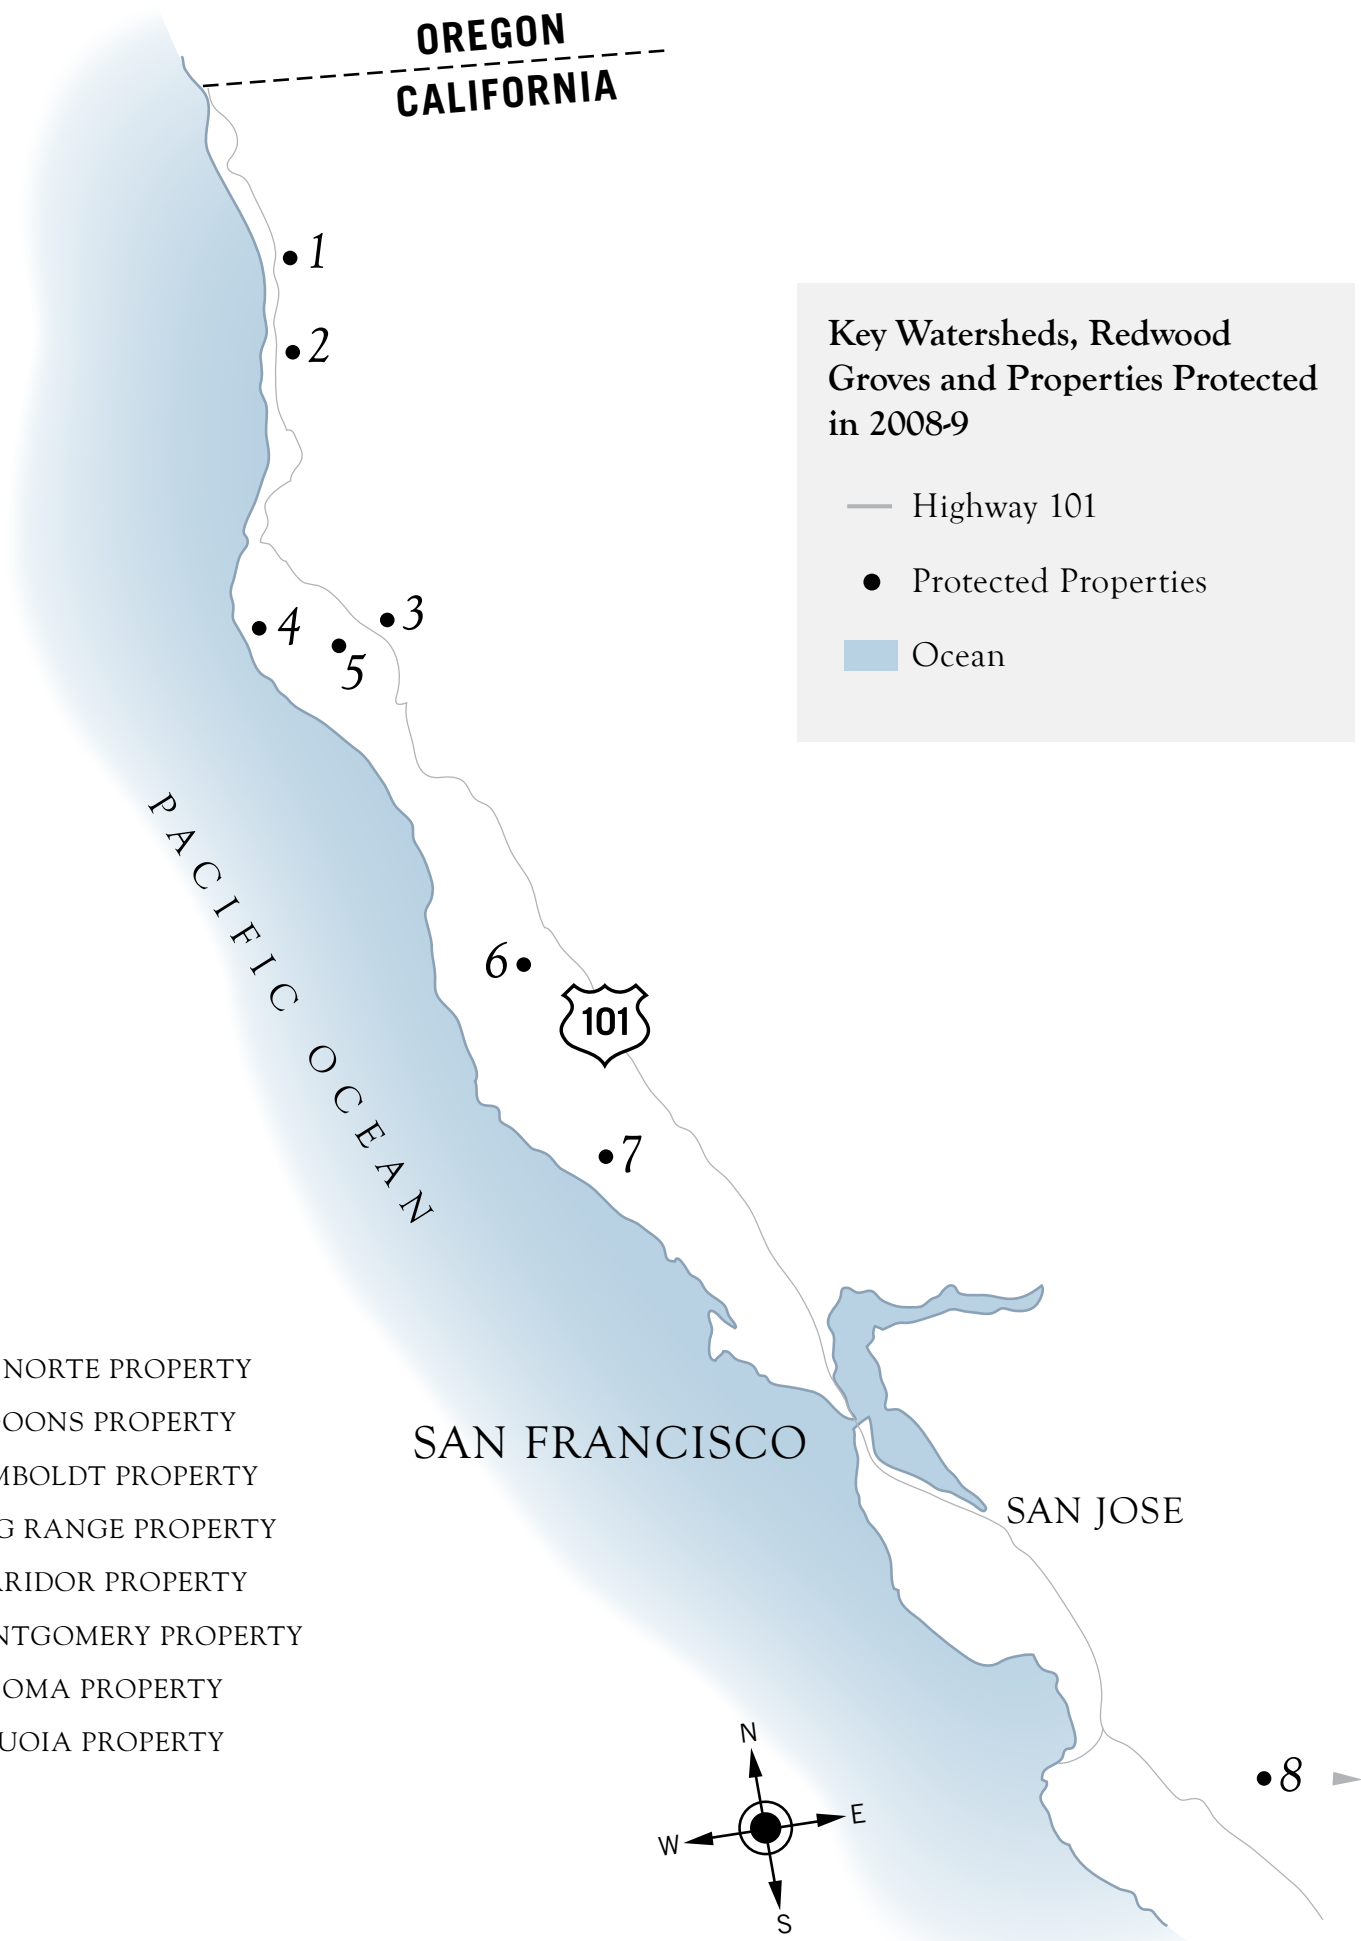 OREGON
CALIFORNIA
1
2
Key Watersheds, Redwood
Groves and Properties Protected
in 2008-9
Highway 101
Protected Properties
Ocean
3
4
5
PACIFIC OCEAN
6
101
7
NORTE PROPERTY
OONS PROPERTY
MBOLDT PROPERTY
G RANGE PROPERTY
RRIDOR PROPERTY
NTGOMERY PROPERTY
OMA PROPERTY
UOIA PROPERTY
SAN FRANCISCO
SAN JOSE
8
N
W
E
S